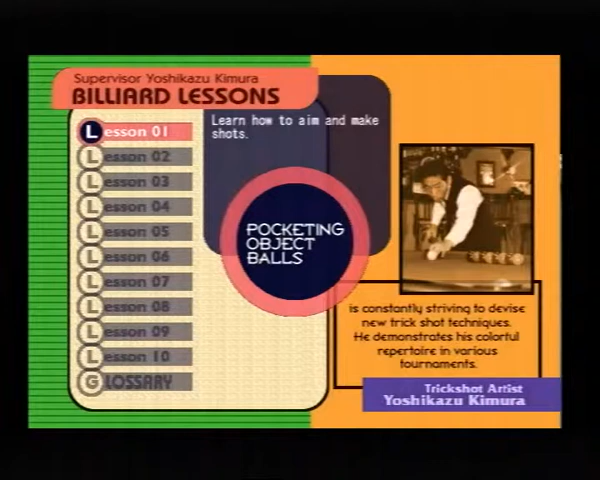 Supervisor Yoshikazu Kimura
BILLIARD LESSONS
Learn how to aim and make
shots.
Lesson 01
Lesson 02
Lesson 03
Lesson 04
Lesson 05
Lesson 06
Lesson 07
Lesson 08
Lesson 09
Lesson 10
GLOSSARY
POCKETING
OBJECT
BALLS
is constantly striving to devise
new trick shot techniques.
He demonstrates his colorful
repertoire in various
tournaments.
Trickshot Artist
Yoshikazu Kimura